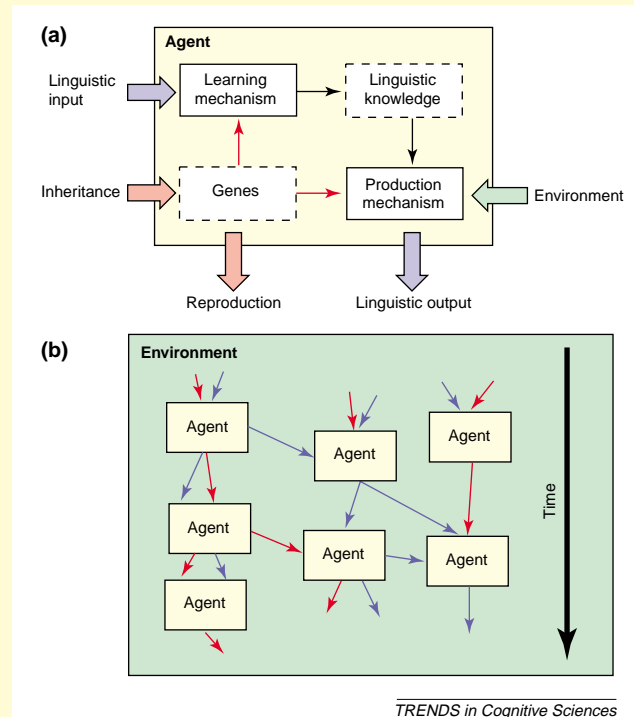 (a)
Agent
Linguistic
input
Learning
mechanism
Linguistic
knowledge
Inheritance
Genes
Production
mechanism
Environment
Reproduction
Linguistic output
(b)
Environment
Agent
Agent
Agent
Agent
Agent
Agent
Agent
Time
TRENDS in Cognitive Sciences